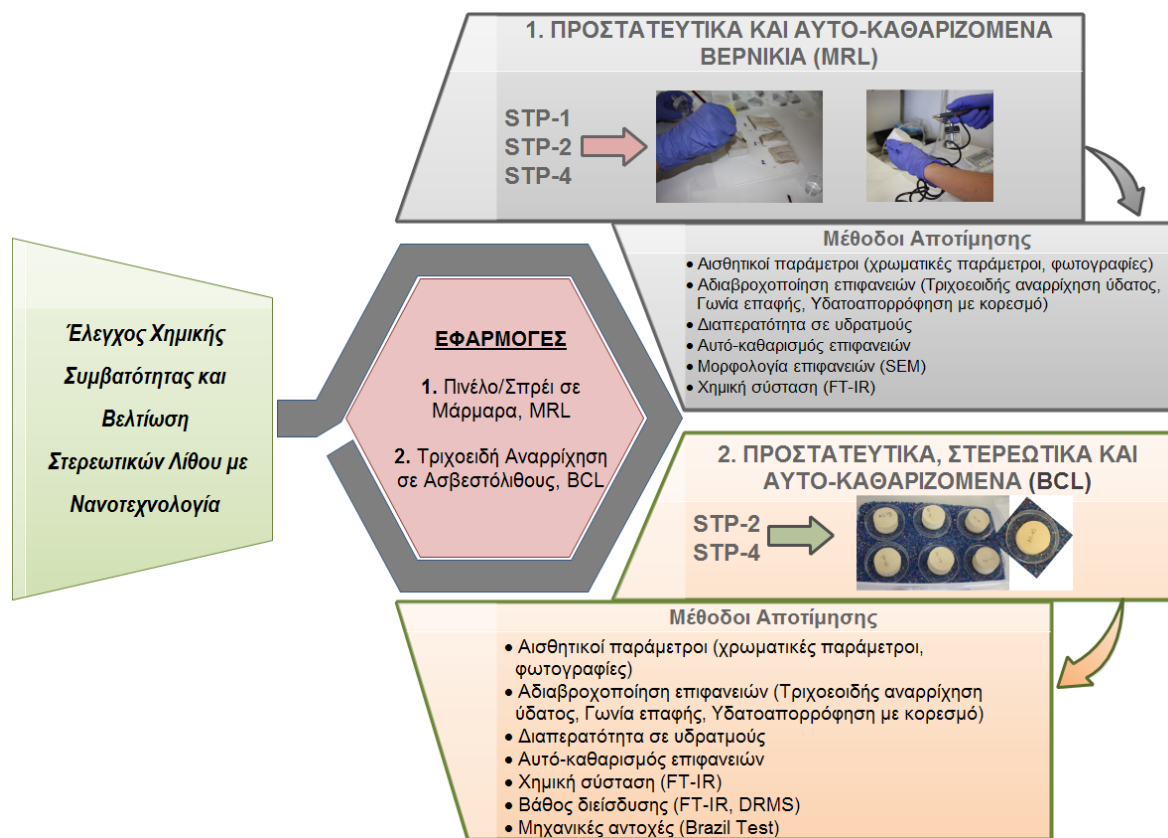 1. ΠΡΟΣΤΑΤΕΥΤΙΚΑ ΚΑΙ ΑΥΤΟ-ΚΑΘΑΡΙΖΟΜΕΝΑ
ΒΕΡΝΙΚΙΑ (MRL)
STP-1
STP-2
STP-4
Μέθοδοι Αποτίμησης
• Αισθητικοί παράμετροι (χρωματικές παράμετροι, φωτογραφίες)
• Αδιαβροχοποίηση επιφανειών (Τριχοεοιδής αναρρίχηση ύδατος,
Γωνία επαφής, Υδατοαπορρόφηση με κορεσμό)
• Διαπερατότητα σε υδρατμούς
• Αυτό-καθαρισμός επιφανειών
• Μορφολογία επιφανειών (SEM)
• Χημική σύσταση (FT-IR)
Έλεγχος Χημικής
Συμβατότητας και
Βελτίωση
Στερεωτικών Λίθου με
Νανοτεχνολογία
ΕΦΑΡΜΟΓΕΣ
1. Πινέλο/Σπρέι σε
Μάρμαρα, MRL
2. Τριχοειδή Αναρρίχηση
σε Ασβεστόλιθους, BCL
2. ΠΡΟΣΤΑΤΕΥΤΙΚΑ, ΣΤΕΡΕΩΤΙΚΑ ΚΑΙ
ΑΥΤΟ-ΚΑΘΑΡΙΖΟΜΕΝΑ (BCL)
STP-2
STP-4
Μέθοδοι Αποτίμησης
• Αισθητικοί παράμετροι (χρωματικές παράμετροι,
φωτογραφίες)
• Αδιαβροχοποίηση επιφανειών (Τριχοεοιδής αναρρίχηση
ύδατος, Γωνία επαφής, Υδατοαπορρόφηση με κορεσμό)
• Διαπερατότητα σε υδρατμούς
• Αυτό-καθαρισμός επιφανειών
• Χημική σύσταση (FT-IR)
• Βάθος διείσδυσης (FT-IR, DRMS)
• Μηχανικές αντοχές (Brazil Test)